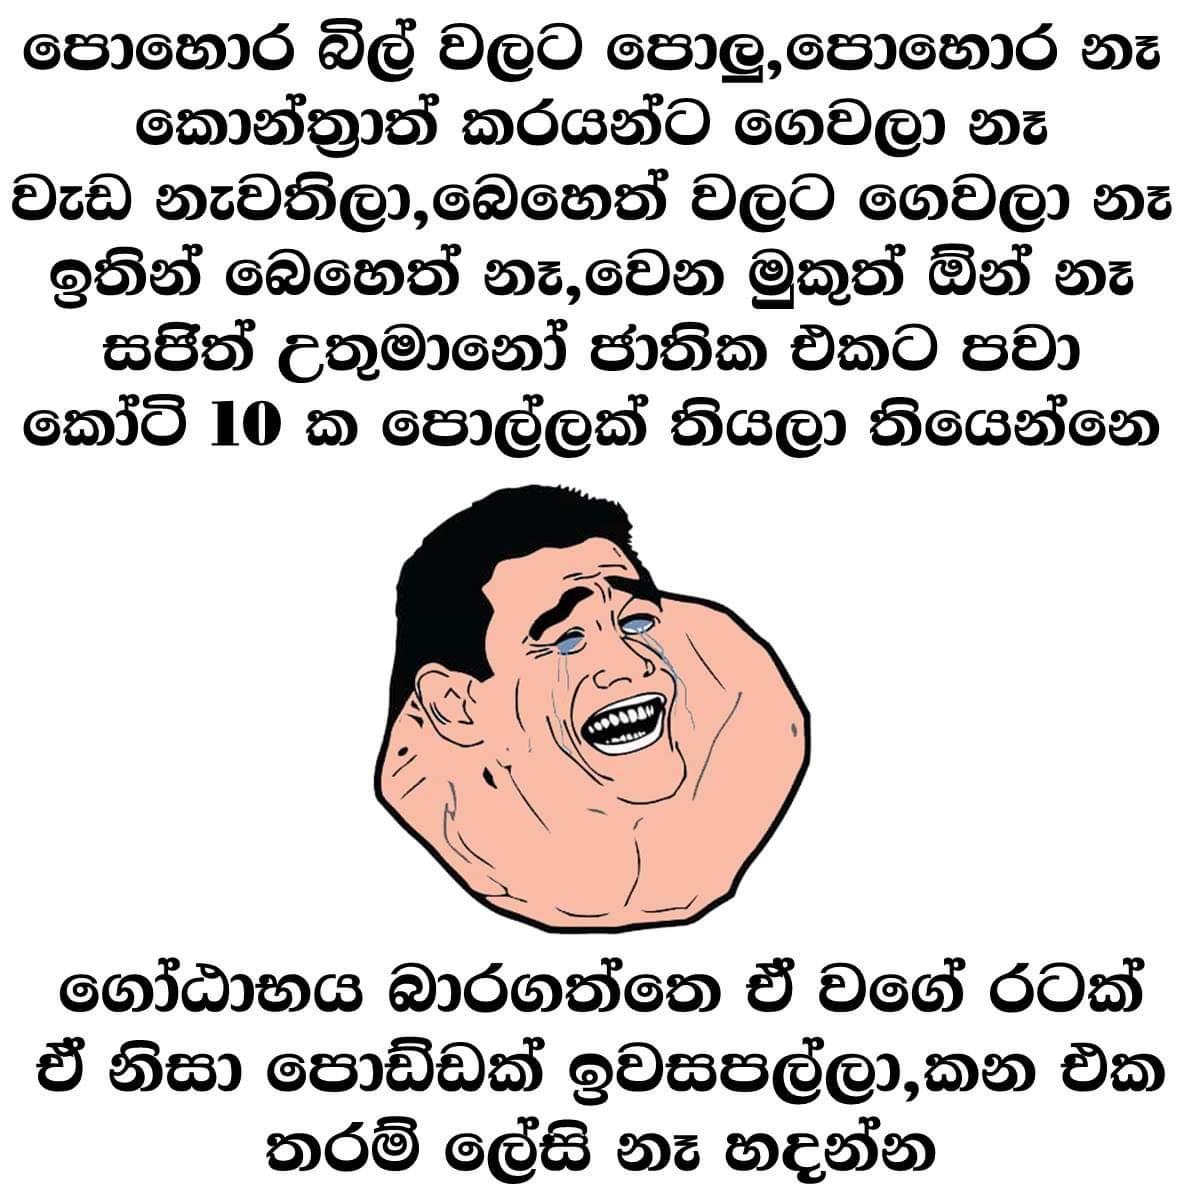 පොහොර බිල් වලට පොලු,පොහොර නෑ
කොන්ත්‍රාත් කරයන්ට ගෙවලා නෑ
වැඩ නැවතිලා,බෙහෙත් වලට ගෙවලා නෑ
ඉතින් බෙහෙත් නෑ,වෙන මුකුත් ඕන් නෑ
සජිත් උතුමානෝ ජාතික එකට පවා
කෝටි 10 ක පොල්ලක් තියලා තියෙන්නෙ
ගෝඨාභය බාරගත්තෙ ඒ වගේ රටක්
ඒ නිසා පොඩ්ඩක් ඉවසපල්ලා,කන එක
තරම් ලේසි නෑ හදන්න